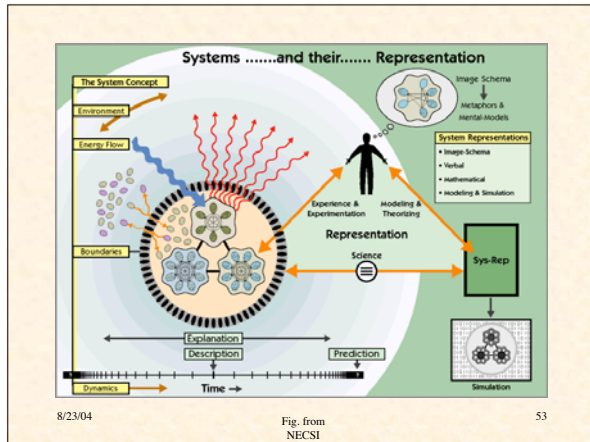 Systems .......and their....... Representation
The System Concept
Environment
Energy Flow
Boundaries
Image Schema
Metaphors &
Mental-Models
System Representations
• Image-Schema
• Verbal
• Mathematical
• Modeling & Simulation
Experience &
Experimentation
Modeling &
Theorizing
Representation
Science
Sys-Rep
Simulation
Explanation
Description
Prediction
Dynamics
Time
8/23/04
Fig. from
NECSI
53